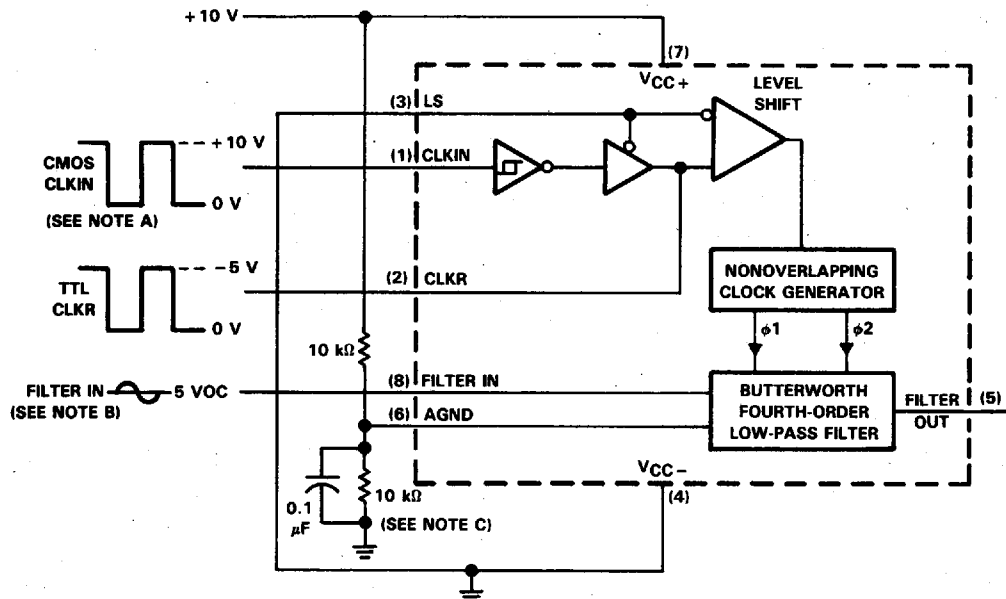 +10 V
(7)
VCC+
LEVEL
SHIFT
(3) LS
+10 V
CMOS
CLKIN
0 V
(SEE NOTE A)
(1) CLKIN
−5 V
TTL
CLKR
0 V
(2) CLKR
NONOVERLAPPING
CLOCK GENERATOR
ϕ1
ϕ2
10 kΩ
FILTER IN
(SEE NOTE B)
5 VOC
(8) FILTER IN
(6) AGND
BUTTERWORTH
FOURTH-ORDER
LOW-PASS FILTER
FILTER
OUT
(5)
VCC−
(4)
0.1
μF
10 kΩ
(SEE NOTE C)